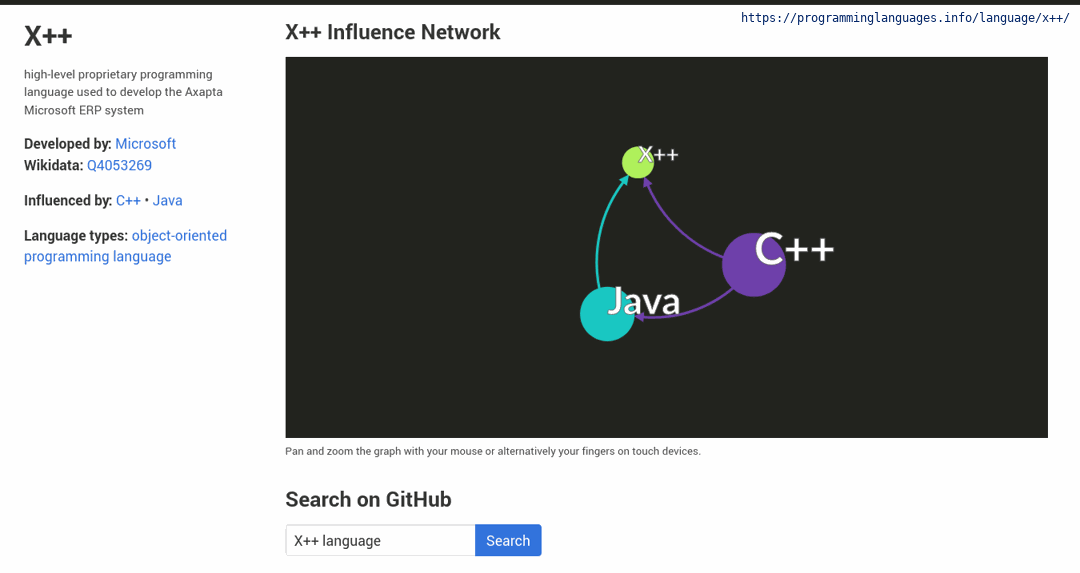 https://programminglanguages.info/language/x++/
X++
high-level proprietary programming
language used to develop the Axapta
Microsoft ERP system
Developed by: Microsoft
Wikidata: Q4053269
Influenced by: C++ • Java
Language types: object-oriented
programming language
X++ Influence Network
X++
C++
Java
Pan and zoom the graph with your mouse or alternatively your fingers on touch devices.
Search on GitHub
X++ language
Search